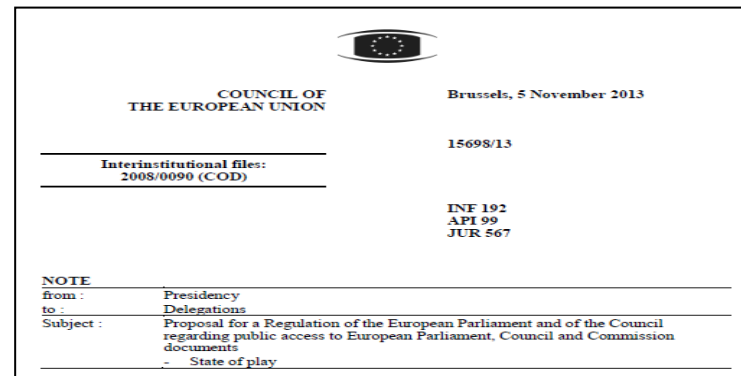 COUNCIL OF
THE EUROPEAN UNION
Brussels, 5 November 2013
15698/13
Interinstitutional files:
2008/0090 (COD)
INF 192
API 99
JUR 567
NOTE
from : Presidency
to : Delegations
Subject : Proposal for a Regulation of the European Parliament and of the Council
regarding public access to European Parliament, Council and Commission
documents
- State of play